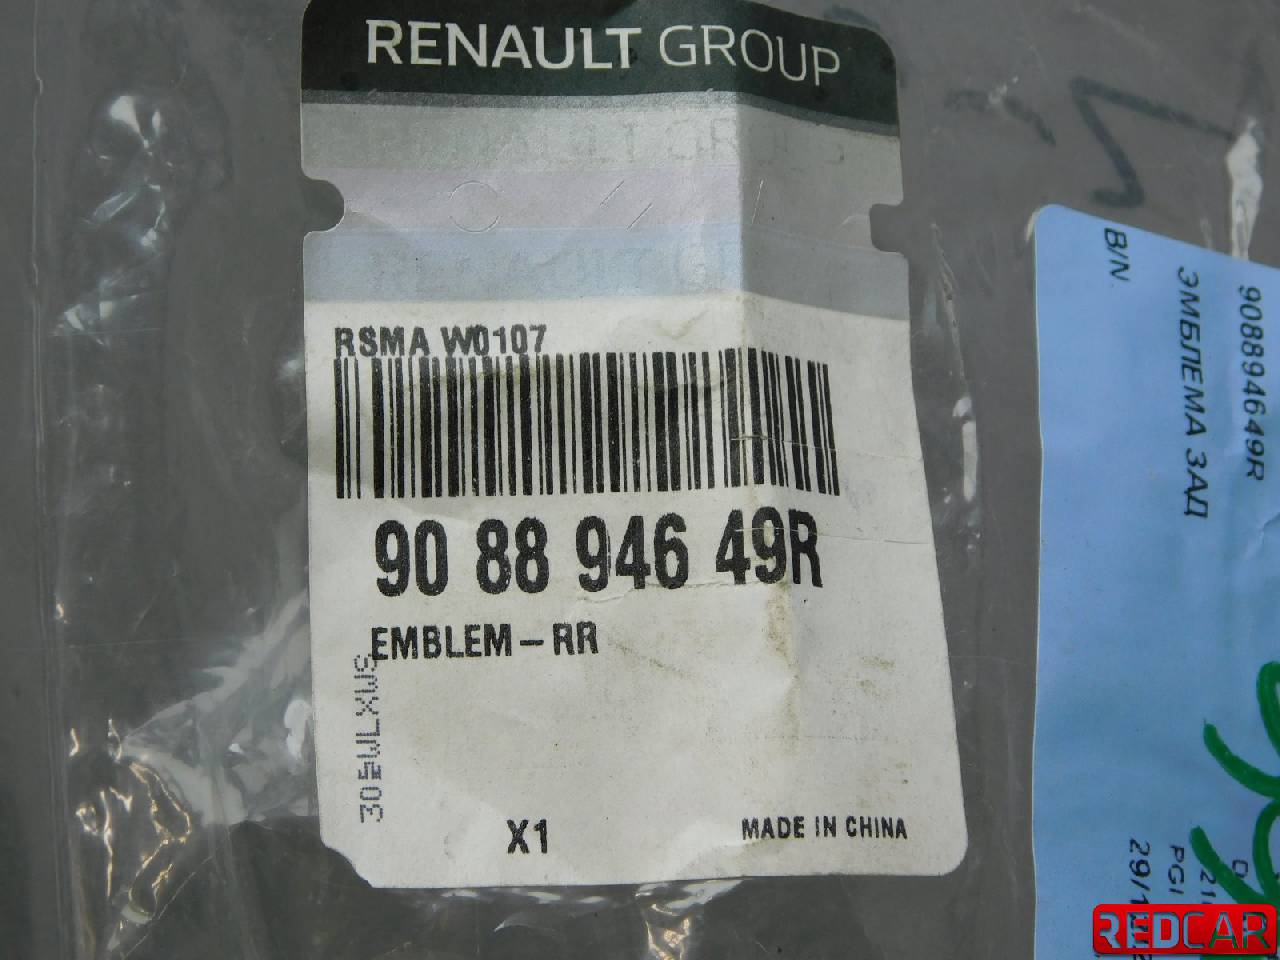 RENAULT GROUP
RSMA W0107
90 88 946 49R
EMBLEM-RR
X1
MADE IN CHINA
908894649R
ЭМБЛЕМА ЗАД
B/N
PGI
REDCAR